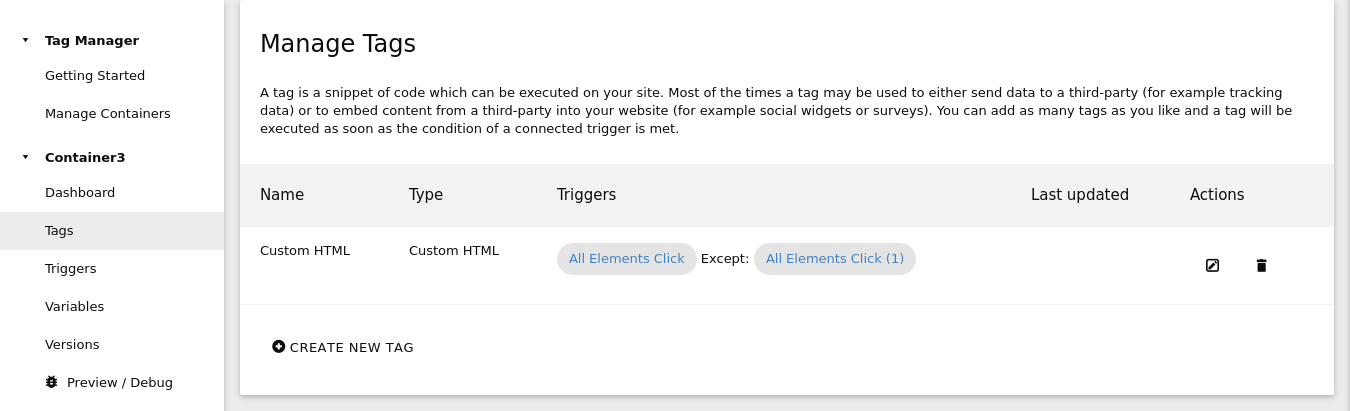 Tag Manager
Getting Started
Manage Containers
Container3
Dashboard
Tags
Triggers
Variables
Versions
Preview / Debug
Manage Tags
A tag is a snippet of code which can be executed on your site. Most of the times a tag may be used to either send data to a third-party (for example tracking
data) or to embed content from a third-party into your website (for example social widgets or surveys). You can add as many tags as you like and a tag will be
executed as soon as the condition of a connected trigger is met.
Name Type Triggers Last updated Actions
Custom HTML Custom HTML All Elements Click Except: All Elements Click (1)
CREATE NEW TAG